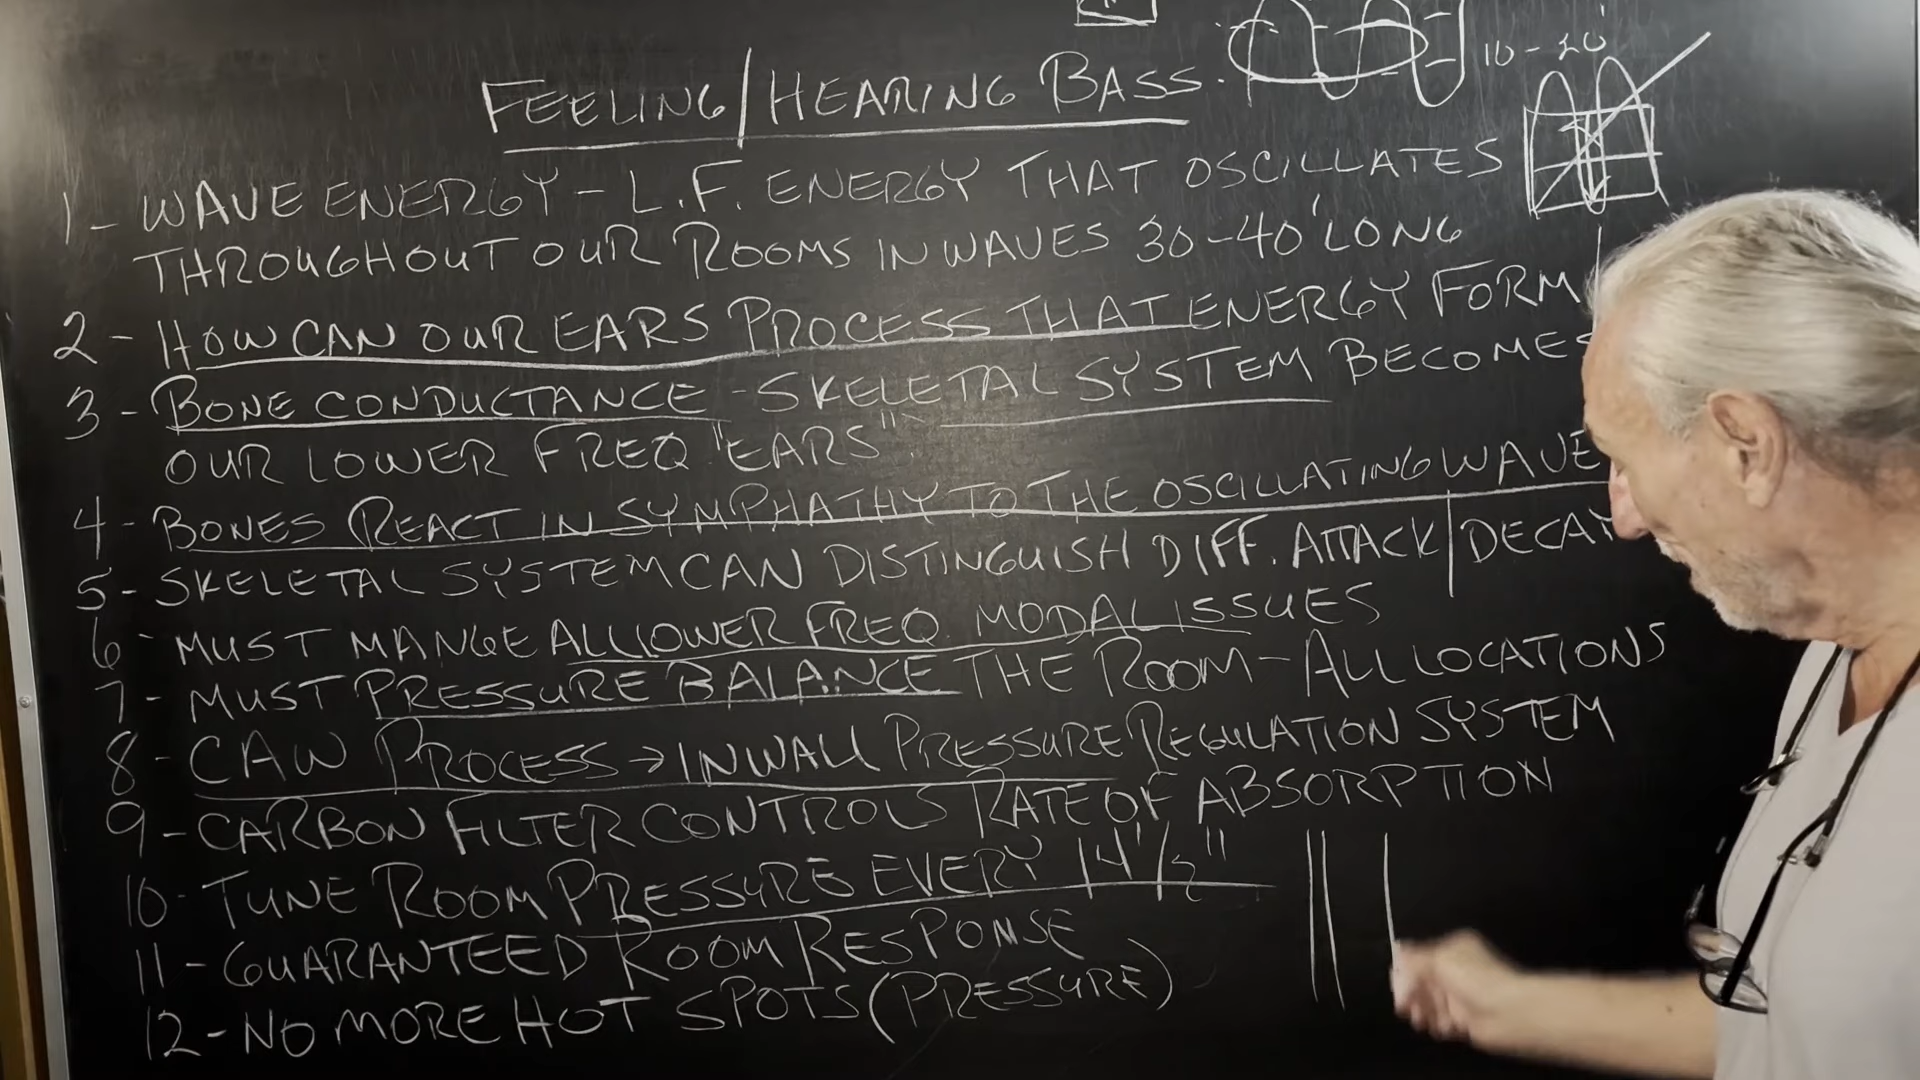 FEELING/HEARING BASS.
10-20'
1- WAVE ENERGY - L.F. ENERGY THAT OSCILLATES
THROUGHOUT OUR ROOMS IN WAVES 30-40' LONG
2- HOW CAN OUR EARS PROCESS THAT ENERGY FORM
3- BONE CONDUCTANCE - SKELETAL SYSTEM BECOMES
OUR LOWER FREQ "EARS".
4- BONES REACT IN SYMPHATHY TO THE OSCILLATING WAVE
5- SKELETAL SYSTEM CAN DISTINGUISH DIFF. ATTACK/DECAY
6- MUST MANGE ALL LOWER FREQ. MODAL ISSUES
7- MUST PRESSURE BALANCE THE ROOM - ALL LOCATIONS
8- CAW PROCESS → INWALL PRESSURE REGULATION SYSTEM
9- CARBON FILTER CONTROLS RATE OF ABSORPTION
10- TUNE ROOM PRESSURE EVERY 14 1/2"
11- GUARANTEED ROOM RESPONSE
12- NO MORE HOT SPOTS (PRESSURE)